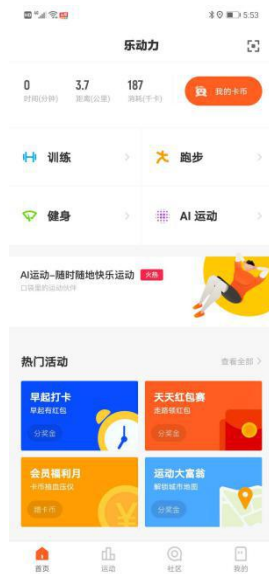 5:53
乐动力
0
3.7
187
时间(分钟)
距离(公里)
消耗(千卡)
我的卡币
训练
跑步
健身
AI 运动
AI运动-随时随地快乐运动 火热
口袋里的运动伙伴
热门活动
查看全部
早起打卡
早起有红包
分奖金
天天红包赛
走路领红包
分奖金
会员福利月
卡币翻血压仪
赠卡币
运动大富翁
解锁城市地图
分奖金
首页
运动
社区
我的